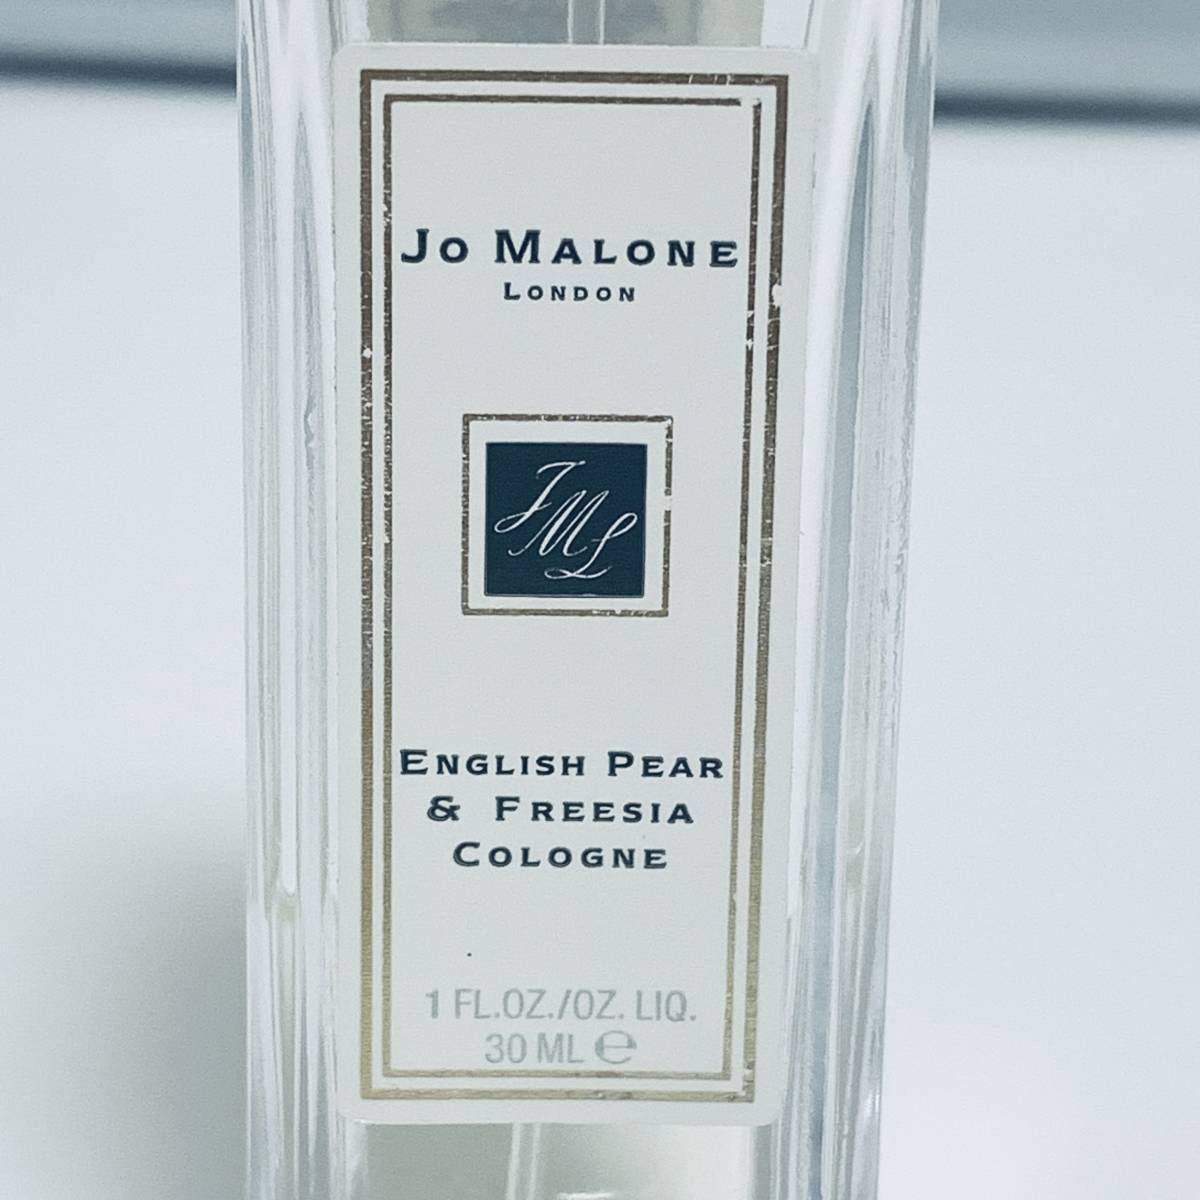 JO MALONE
LONDON
JML
ENGLISH PEAR
& FREESIA
COLOGNE
1 FL.OZ./OZ. LIQ.
30 ML ℮